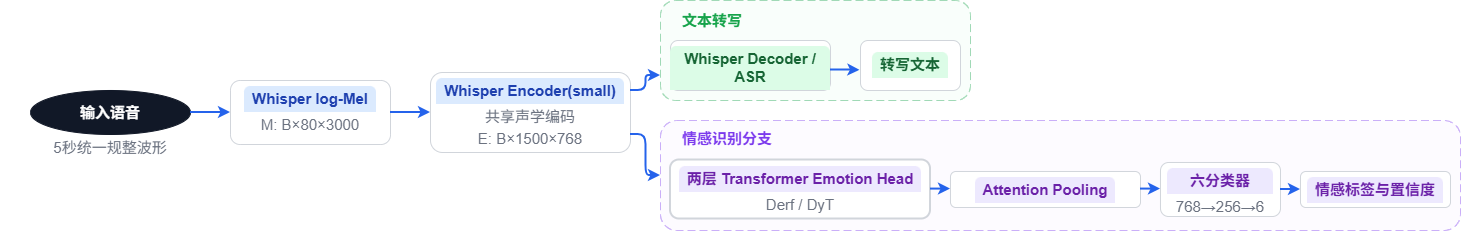 输入语音
5秒统一规整波形
Whisper log-Mel
M: B×80×3000
Whisper Encoder(small)
共享声学编码
E: B×1500×768
文本转写
Whisper Decoder /
ASR
转写文本
情感识别分支
两层 Transformer Emotion Head
Derf / DyT
Attention Pooling
六分类器
768→256→6
情感标签与置信度